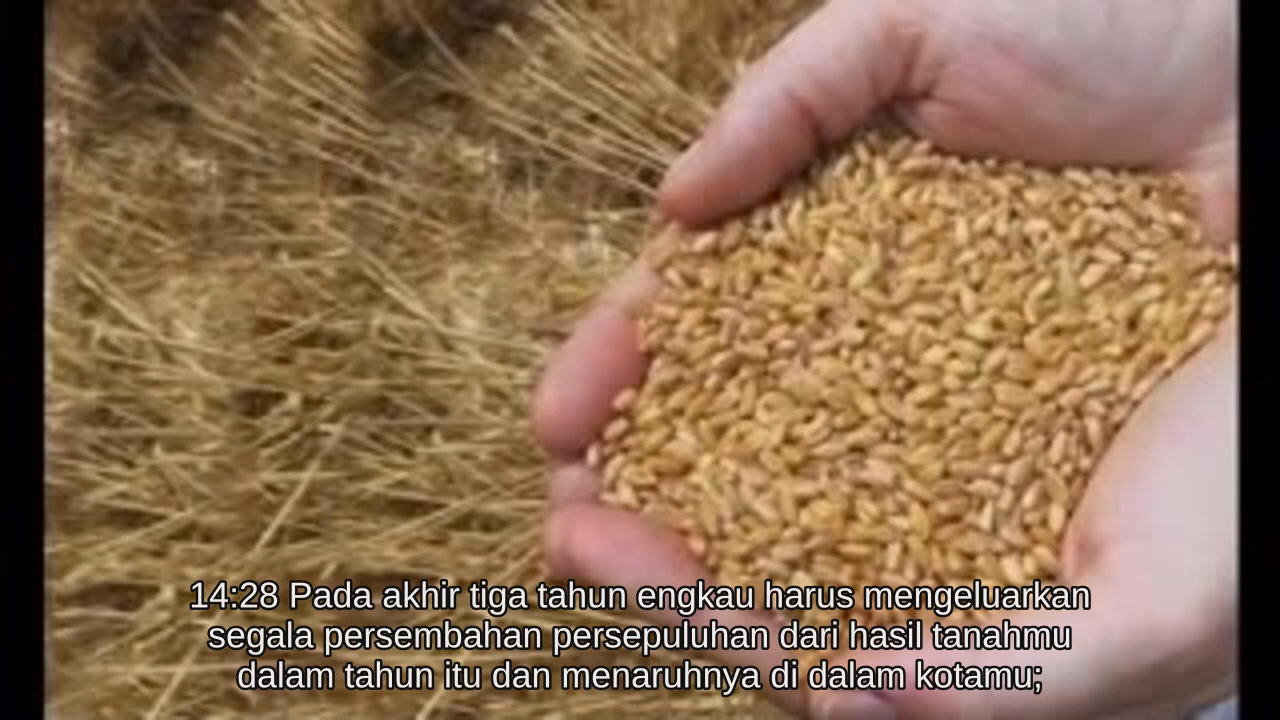 14:28 Pada akhir tiga tahun engkau harus mengeluarkan
segala persembahan persepuluhan dari hasil tanahmu
dalam tahun itu dan menaruhnya di dalam kotamu;